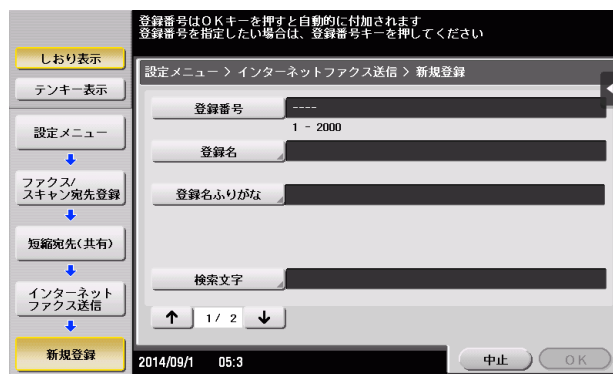 登録番号はOKキーを押すと自動的に付加されます
登録番号を指定したい場合は、登録番号キーを押してください
しおり表示
テンキー表示
設定メニュー
ファクス/
スキャン宛先登録
短縮宛先(共有)
インターネット
ファクス送信
新規登録
設定メニュー > インターネットファクス送信 > 新規登録
登録番号
----
1 - 2000
登録名
登録名ふりがな
検索文字
↑ 1/ 2 ↓
2014/09/1 05:3
中止
OK